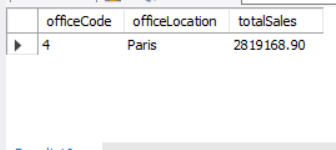 officeCode officeLocation totalSales
4 Paris 2819168.90